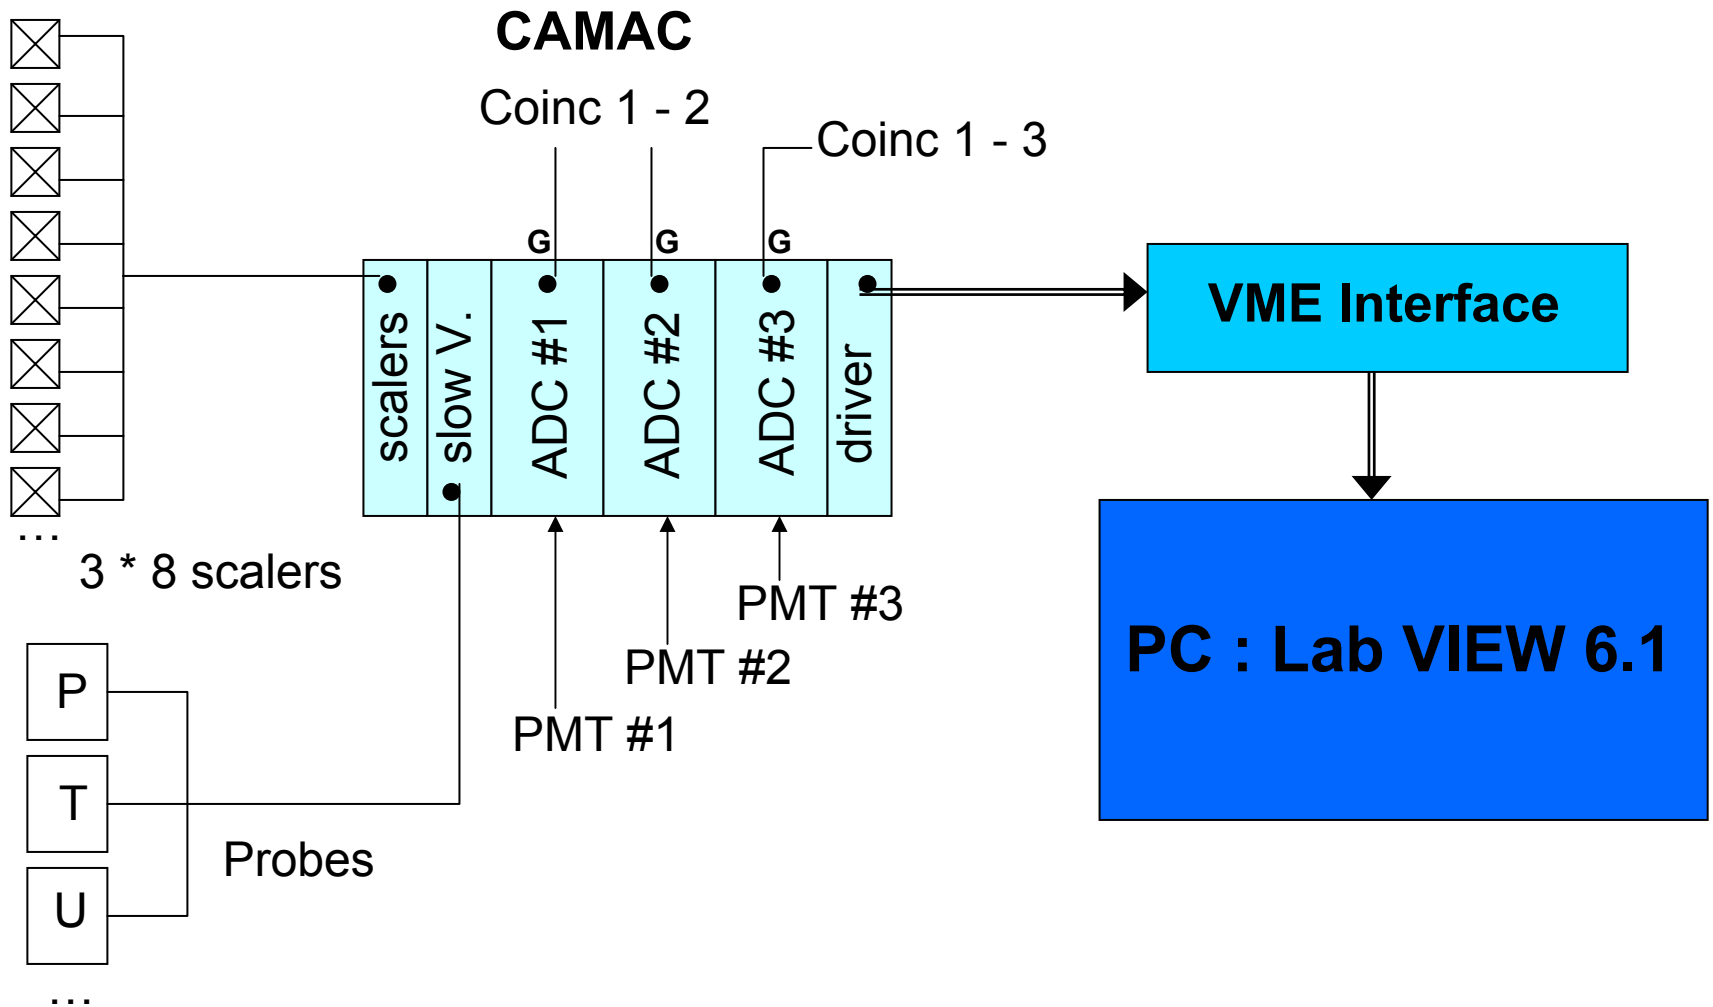 CAMAC
Coinc 1 - 2
Coinc 1 - 3
G
G
G
scalers
slow V.
ADC #1
ADC #2
ADC #3
driver
VME Interface
...
3 * 8 scalers
PMT #3
PMT #2
PMT #1
PC : Lab VIEW 6.1
P
T
Probes
U
...